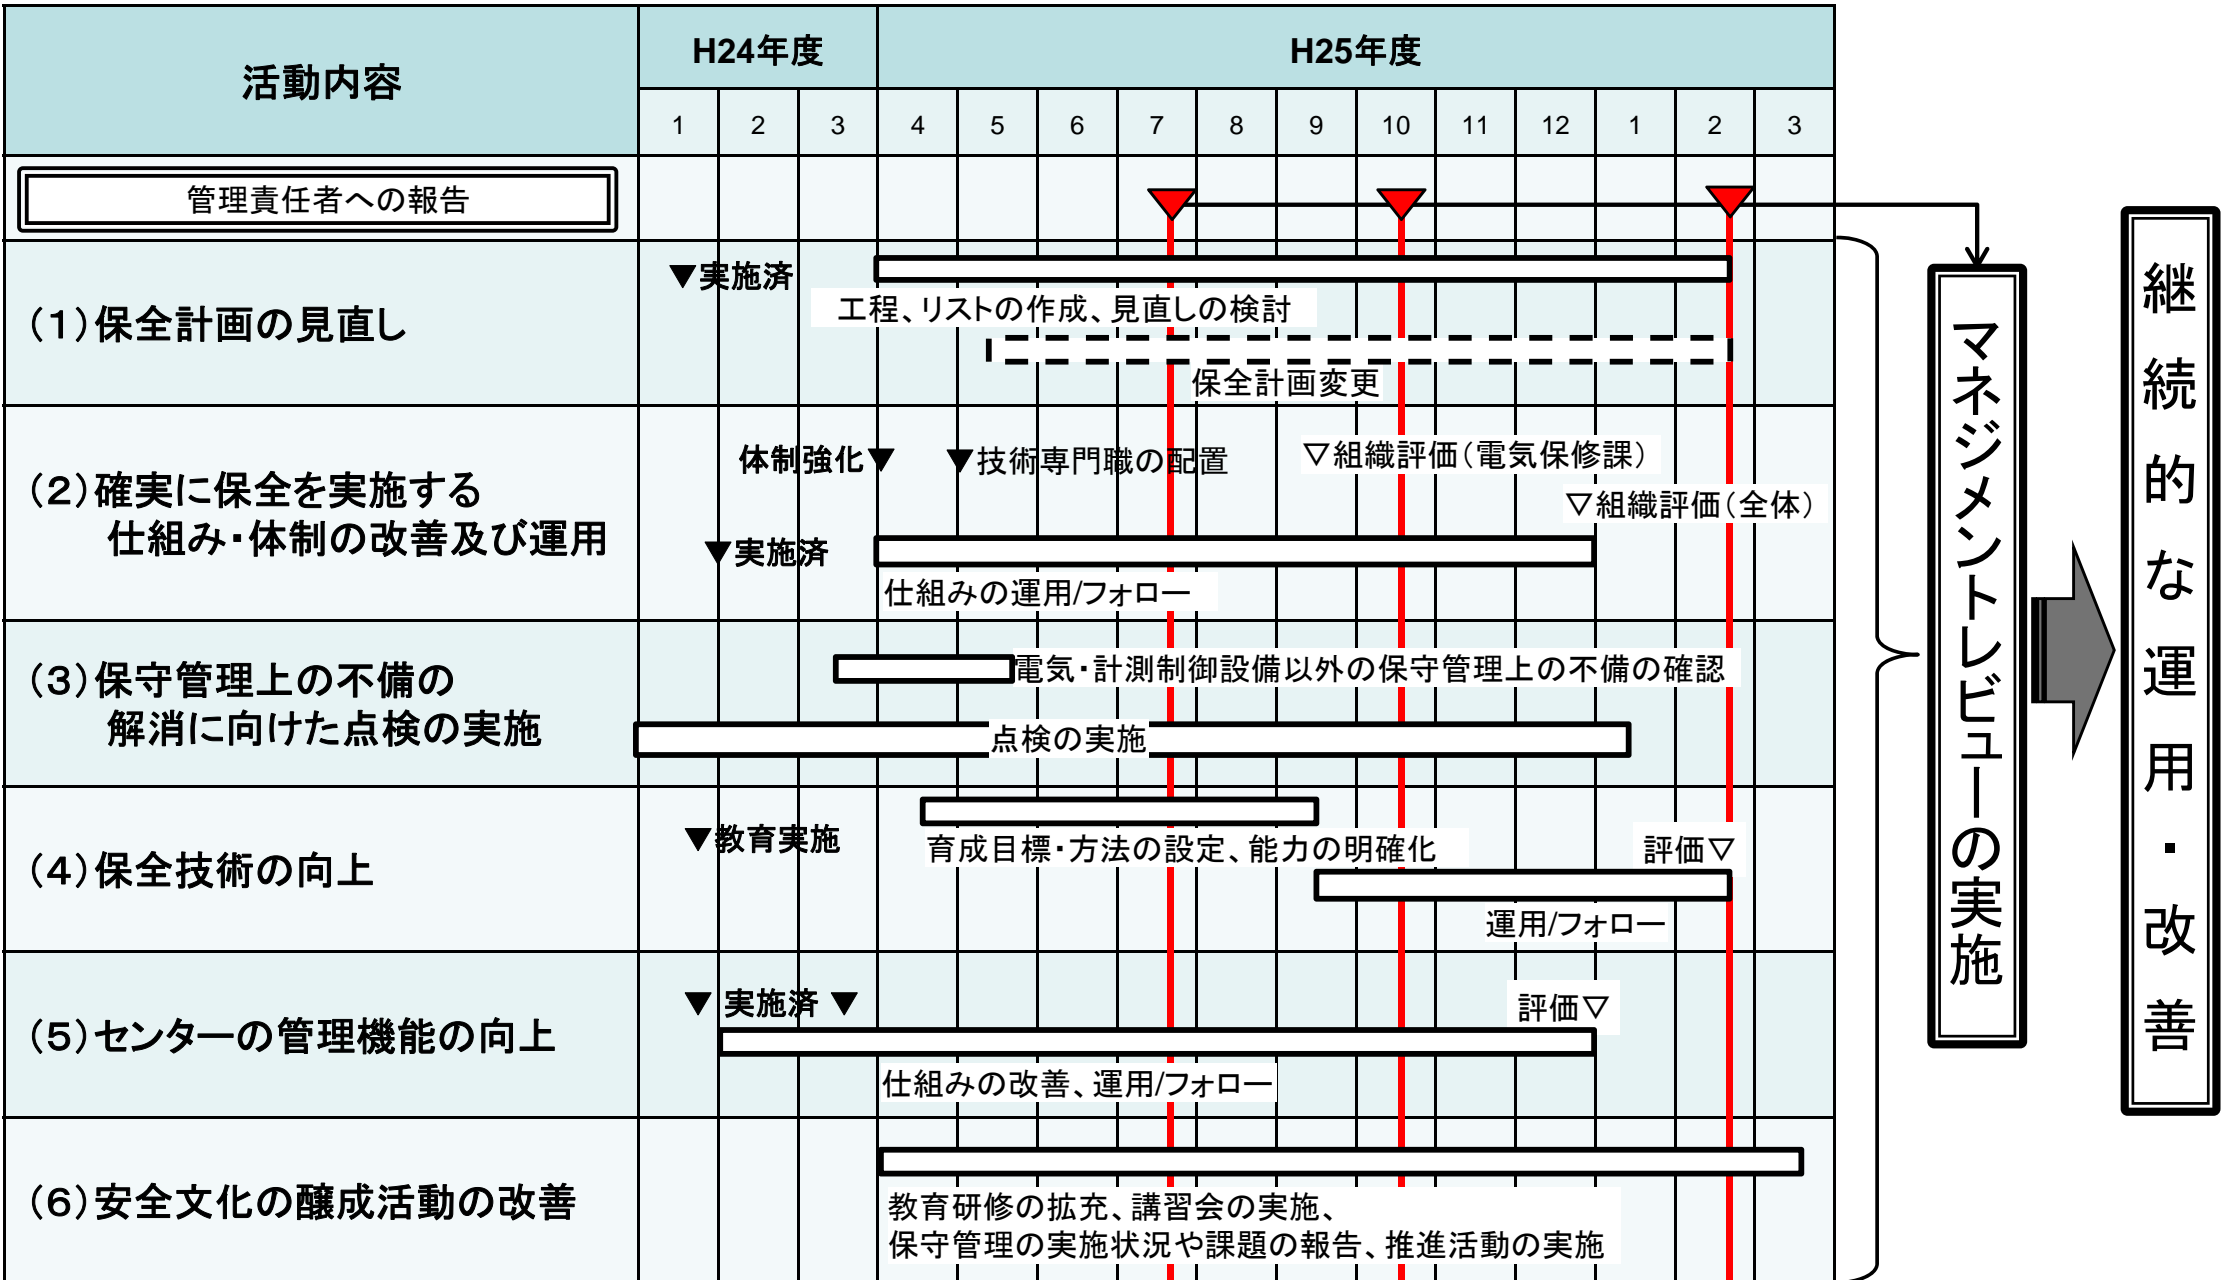 活動内容
H24年度
H25年度
1 2 3 4 5 6 7 8 9 10 11 12 1 2 3
管理責任者への報告
(1)保全計画の見直し
▼実施済
工程、リストの作成、見直しの検討
保全計画変更
(2)確実に保全を実施する
仕組み・体制の改善及び運用
体制強化▼
▼技術専門職の配置
▽組織評価(電気保修課)
▽組織評価(全体)
▼実施済
仕組みの運用/フォロー
(3)保守管理上の不備の
解消に向けた点検の実施
電気・計測制御設備以外の保守管理上の不備の確認
点検の実施
(4)保全技術の向上
▼教育実施
育成目標・方法の設定、能力の明確化
評価▽
運用/フォロー
(5)センターの管理機能の向上
▼ 実施済 ▼
評価▽
仕組みの改善、運用/フォロー
(6)安全文化の醸成活動の改善
教育研修の拡充、講習会の実施、
保守管理の実施状況や課題の報告、推進活動の実施
マネジメントレビューの実施
継続的な運用・改善